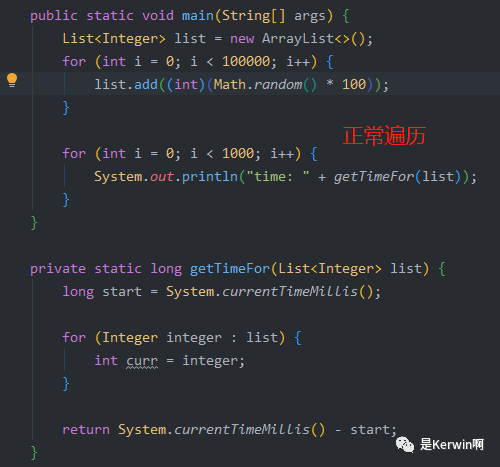 public static void main(String[] args) {
List<Integer> list = new ArrayList<>();
for (int i = 0; i < 100000; i++) {
list.add((int)(Math.random() * 100));
}
正常遍历
for (int i = 0; i < 1000; i++) {
System.out.println("time: " + getTimeFor(list));
}
}
private static long getTimeFor(List<Integer> list) {
long start = System.currentTimeMillis();
for (Integer integer : list) {
int curr = integer;
}
return System.currentTimeMillis() - start;
}
是Kerwin啊